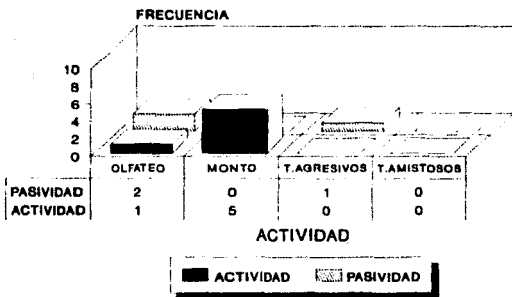 FRECUENCIA
10
8
6
4
2
0
OLFATEO MONTO T.AGRESIVOS T.AMISTOSOS
PASIVIDAD 2 0 1 0
ACTIVIDAD 1 5 0 0
ACTIVIDAD
ACTIVIDAD PASIVIDAD